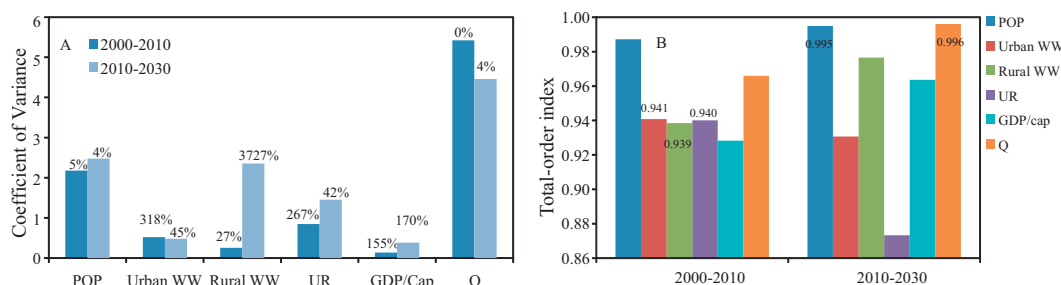 Coefficient of Variance
6
5
4
3
2
1
0
A
2000-2010
2010-2030
5%
4%
318%
45%
27%
3727%
267%
42%
155%
170%
0%
4%
POP
Urban WW
Rural WW
UR
GDP/Cap
Q
Total-order index
1.00
0.98
0.96
0.94
0.92
0.90
0.88
0.86
B
0.941
0.939
0.940
0.995
0.996
2000-2010
2010-2030
POP
Urban WW
Rural WW
UR
GDP/cap
Q